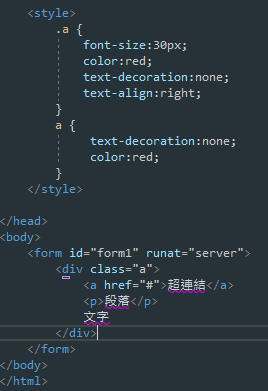 <style>
.a {
font-size:30px;
color:red;
text-decoration:none;
text-align:right;
}
a {
text-decoration:none;
color:red;
}
</style>
</head>
<body>
<form id="form1" runat="server">
<div class="a">
<a href="#">超連結</a>
<p>段落</p>
文字
</div>
</form>
</body>
</html>